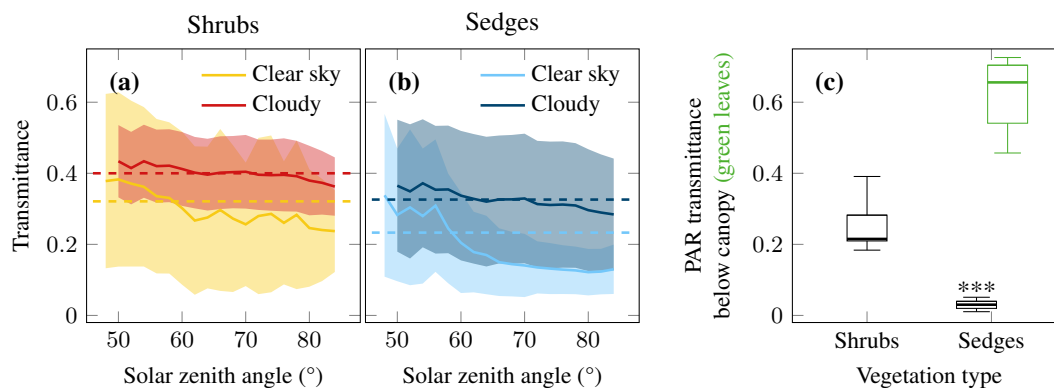 Shrubs
Sedges
(a)
Clear sky
Cloudy
(b)
Clear sky
Cloudy
(c)
0.6
0.4
0.2
0
Transmittance
50
60
70
80
50
60
70
80
Solar zenith angle (°)
Solar zenith angle (°)
PAR transmittance
below canopy (green leaves)
0.6
0.4
0.2
0
***
Shrubs
Sedges
Vegetation type